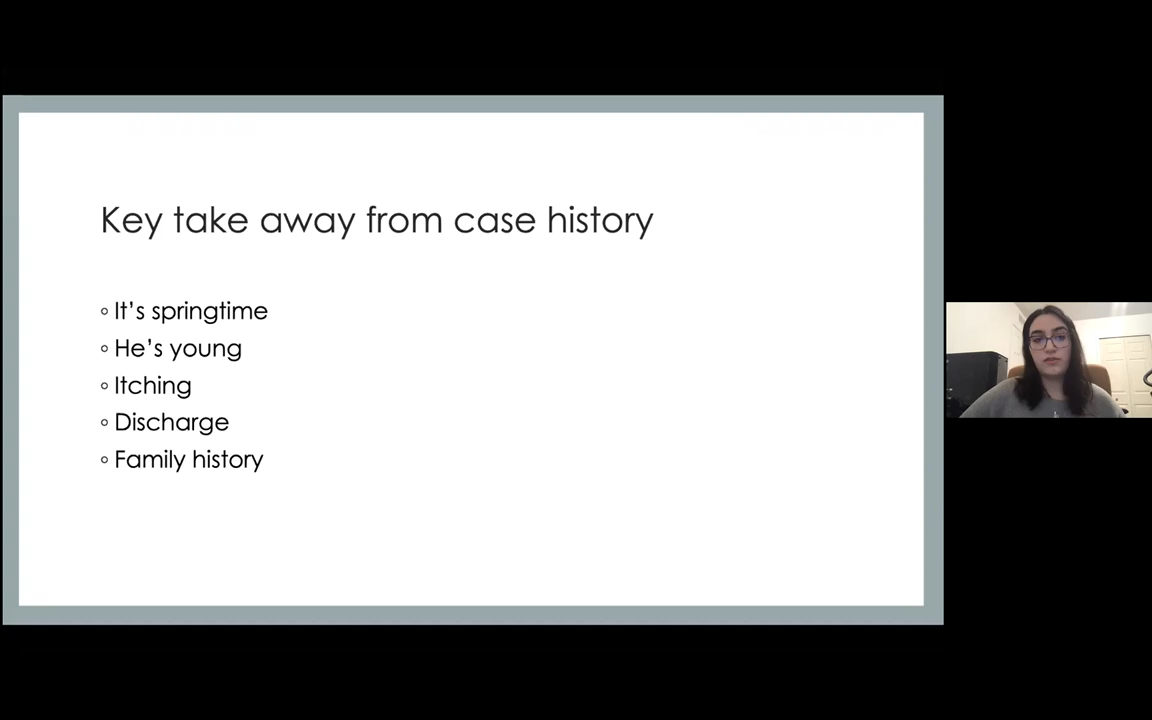 Key take away from case history
◦ It's springtime
◦ He's young
◦ Itching
◦ Discharge
◦ Family history